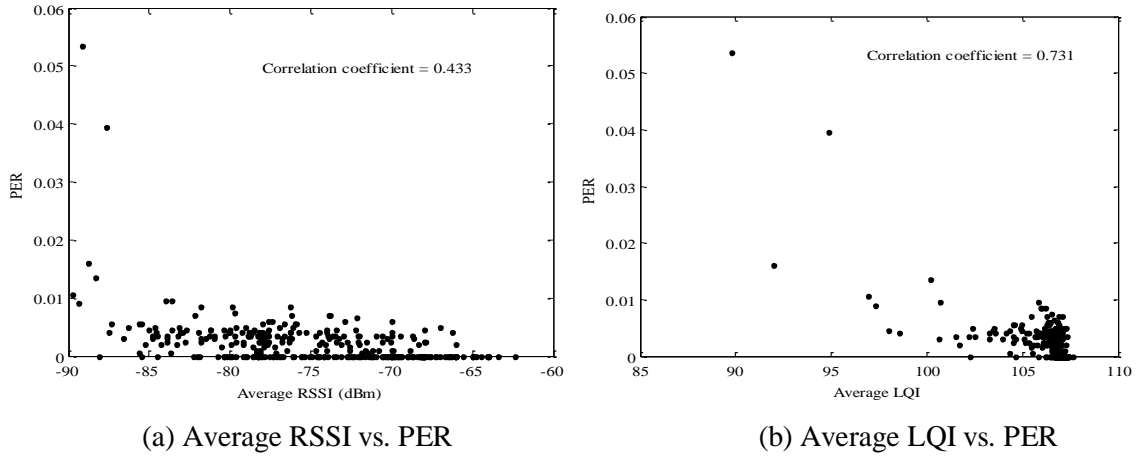 0.06
0.05
0.04
0.03
0.02
0.01
0
PER
Correlation coefficient = 0.433
-90 -85 -80 -75 -70 -65 -60
Average RSSI (dBm)
(a) Average RSSI vs. PER
0.06
0.05
0.04
0.03
0.02
0.01
0
PER
Correlation coefficient = 0.731
85 90 95 100 105 110
Average LQI
(b) Average LQI vs. PER